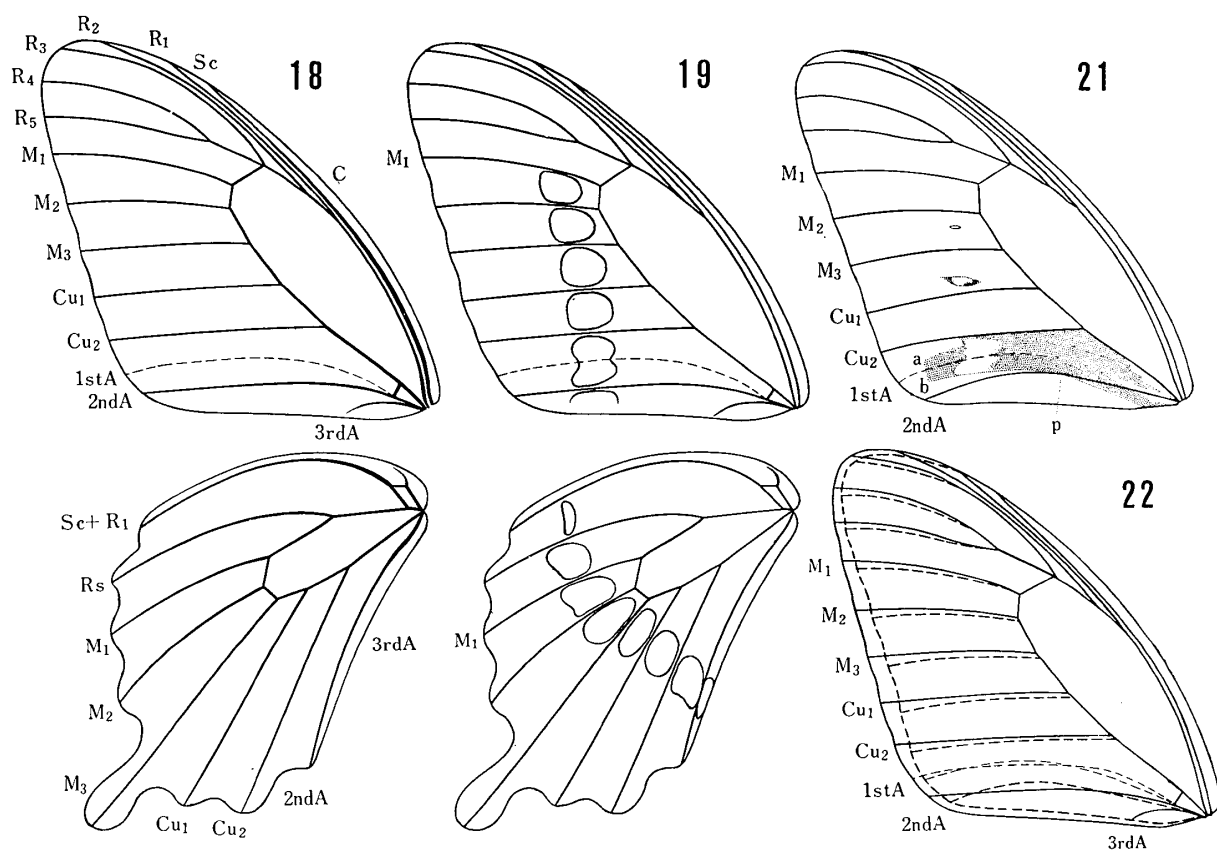 18
R₂
R₁
R₃
Sc
R₄
R₅
M₁
C
M₂
M₃
Cu₁
Cu₂
1stA
2ndA
3rdA
Sc+R₁
Rs
M₁
3rdA
M₂
M₃
2ndA
Cu₁
Cu₂
19
M₁
M₁
21
M₁
M₂
M₃
Cu₁
Cu₂
a
b
1stA
2ndA
p
22
M₁
M₂
M₃
Cu₁
Cu₂
1stA
2ndA
3rdA